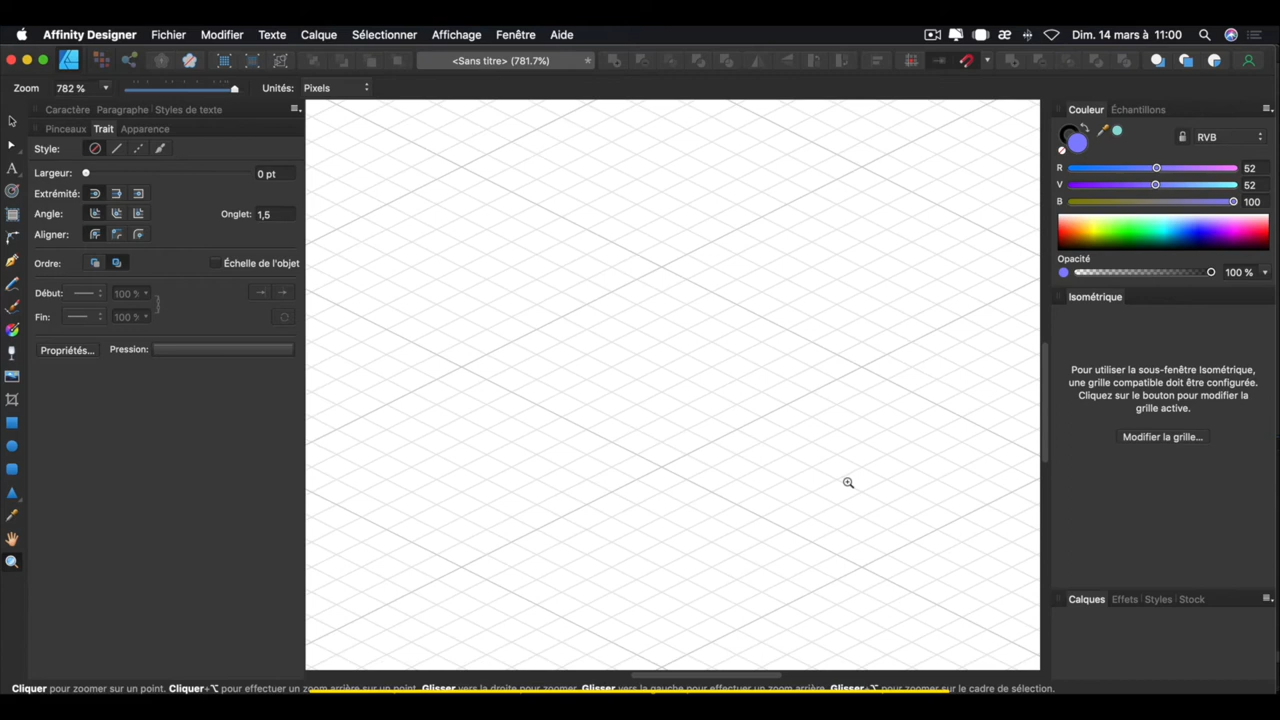 Affinity Designer Fichier Modifier Texte Calque Sélectionner Affichage Fenêtre Aide Dim. 14 mars à 11:00
<Sans titre> (781.7%)
Zoom 782 % Unités: Pixels
Caractère Paragraphe Styles de texte
Pinceaux Trait Apparence
Style:
Largeur: 0 pt
Extrémité:
Angle: Onglet: 1,5
Aligner:
Ordre: Échelle de l'objet
Début: 100 %
Fin: 100 %
Propriétés... Pression:
Couleur Échantillons
RVB
R 52
V 52
B 100
Opacité
100 %
Isométrique
Pour utiliser la sous-fenêtre Isométrique,
une grille compatible doit être configurée.
Cliquez sur le bouton pour modifier la
grille active.
Modifier la grille...
Calques Effets Styles Stock
Cliquer pour zoomer sur un point. Cliquer+⌥ pour effectuer un zoom arrière sur un point. Glisser vers la droite pour zoomer. Glisser vers la gauche pour effectuer un zoom arrière. Glisser+⌥ pour zoomer sur le cadre de sélection.